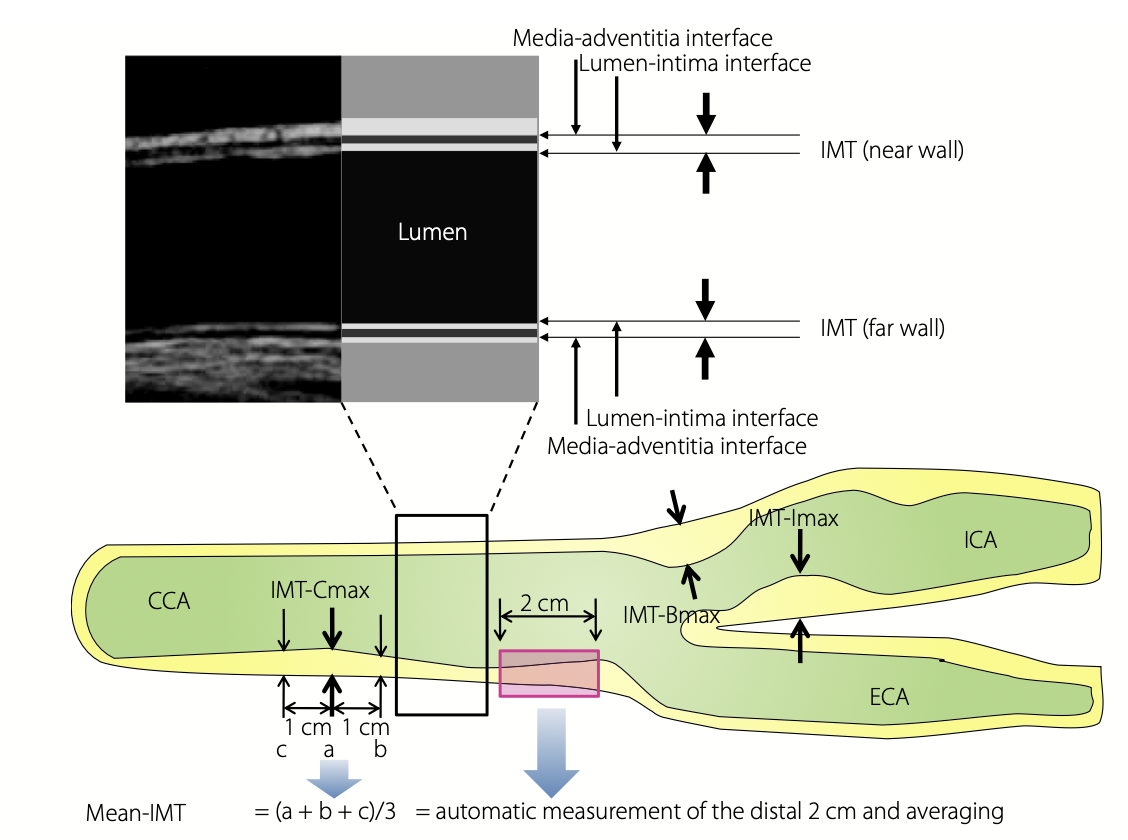 Media-adventitia interface
Lumen-intima interface
IMT (near wall)
Lumen
IMT (far wall)
Lumen-intima interface
Media-adventitia interface
IMT-Imax
ICA
CCA
IMT-Cmax
2 cm
IMT-Bmax
ECA
1 cm 1 cm
c a b
Mean-IMT = (a + b + c)/3 = automatic measurement of the distal 2 cm and averaging